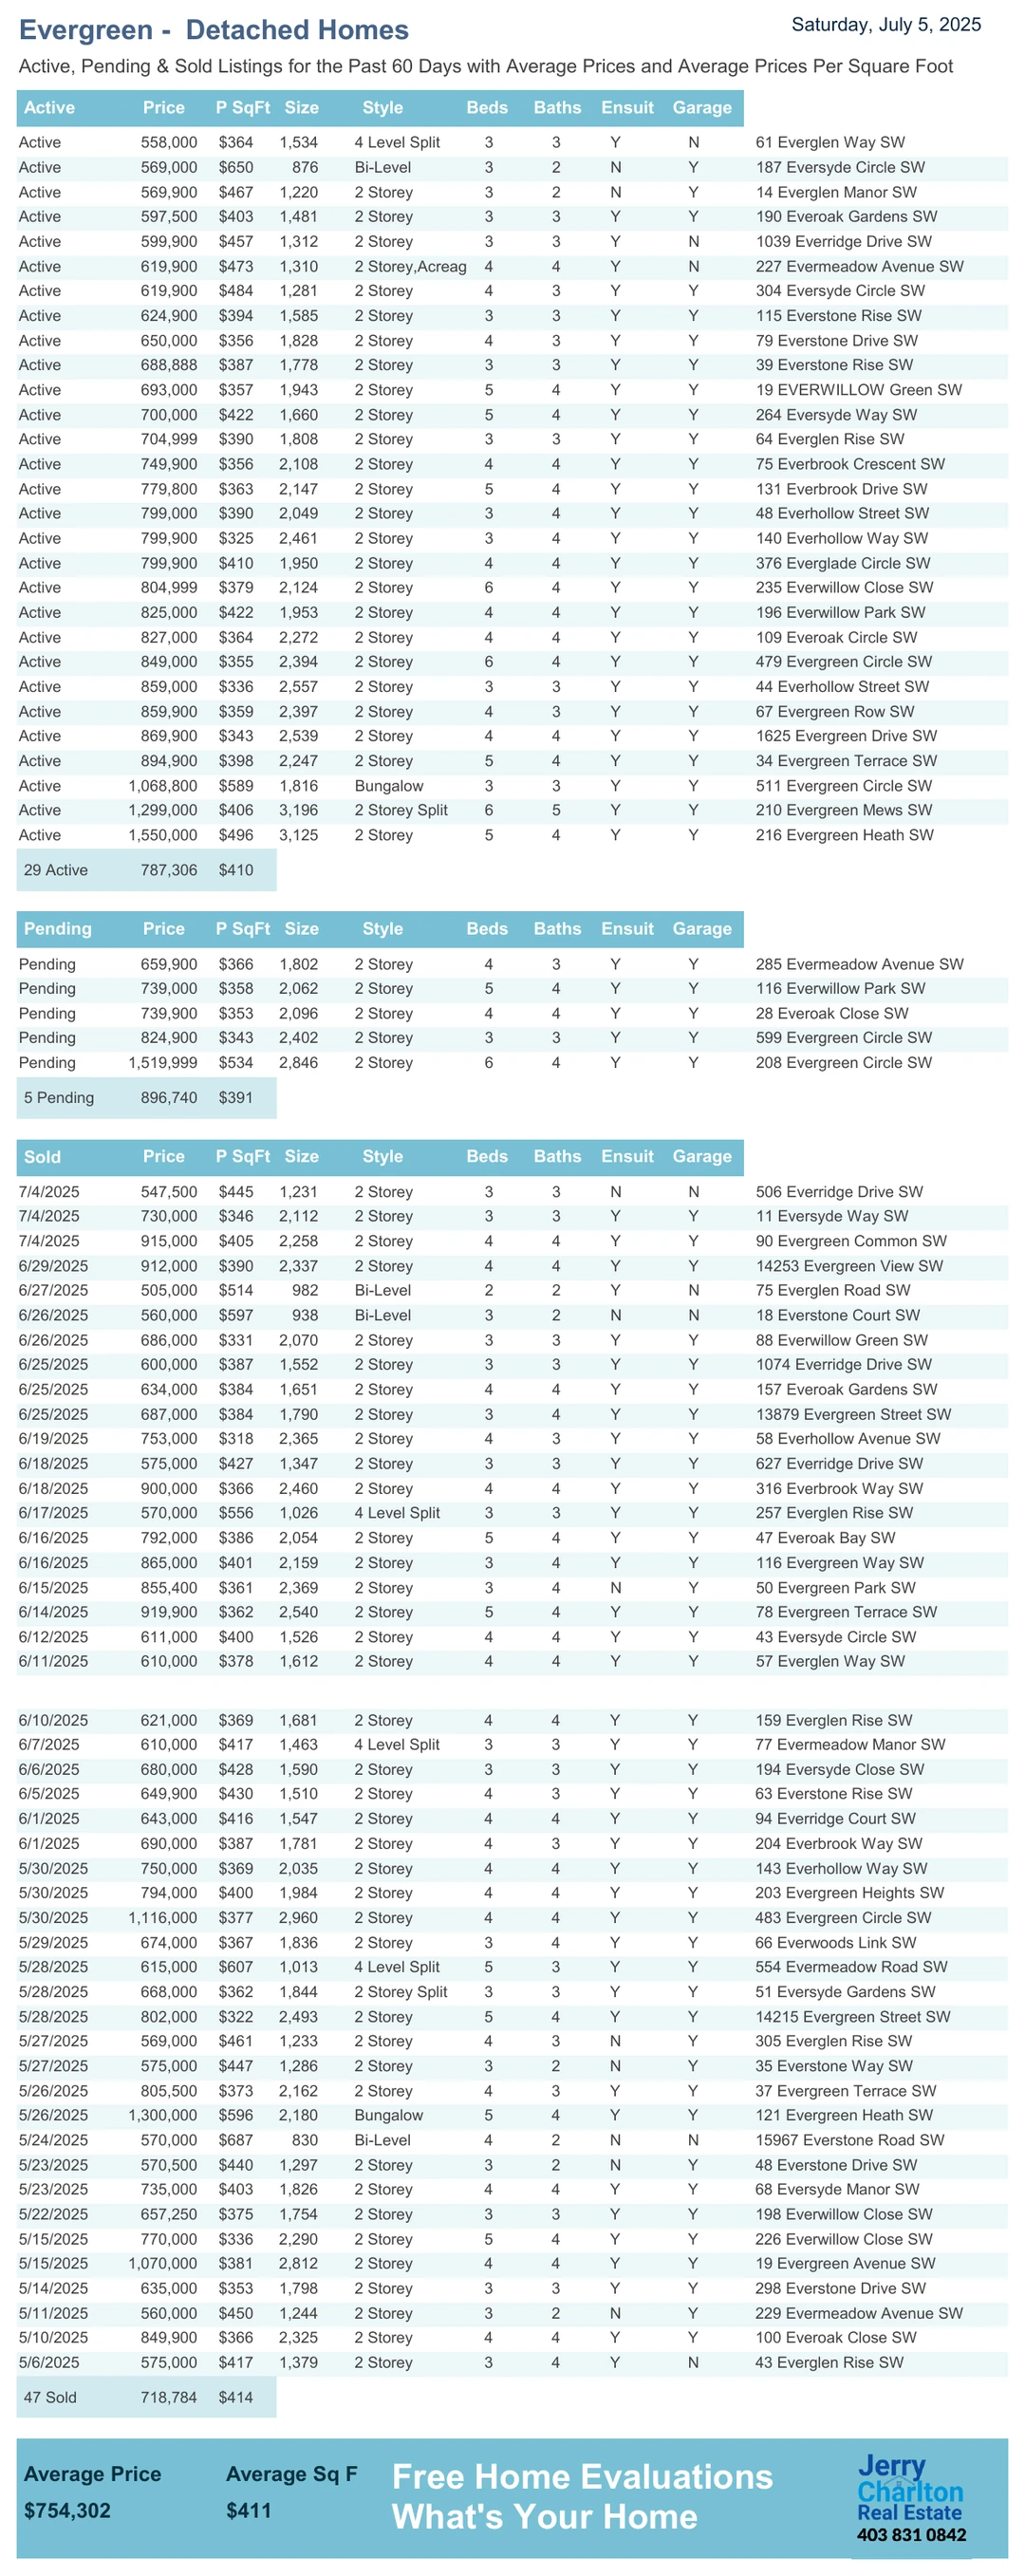 Evergreen - Detached Homes Saturday, July 5, 2025
Active, Pending & Sold Listings for the Past 60 Days with Average Prices and Average Prices Per Square Foot
Active Price P SqFt Size Style Beds Baths Ensuit Garage
Active 558,000 $364 1,534 4 Level Split 3 3 Y N 61 Everglen Way SW
Active 569,000 $650 876 Bi-Level 3 2 N Y 187 Eversyde Circle SW
Active 569,900 $467 1,220 2 Storey 3 2 N Y 14 Everglen Manor SW
Active 597,500 $403 1,481 2 Storey 3 3 Y Y 190 Everoak Gardens SW
Active 599,900 $457 1,312 2 Storey 3 3 Y N 1039 Everridge Drive SW
Active 619,900 $473 1,310 2 Storey,Acreag 4 4 Y N 227 Evermeadow Avenue SW
Active 619,900 $484 1,281 2 Storey 4 3 Y Y 304 Eversyde Circle SW
Active 624,900 $394 1,585 2 Storey 3 3 Y Y 115 Everstone Rise SW
Active 650,000 $356 1,828 2 Storey 4 3 Y Y 79 Everstone Drive SW
Active 688,888 $387 1,778 2 Storey 3 3 Y Y 39 Everstone Rise SW
Active 693,000 $357 1,943 2 Storey 5 4 Y Y 19 EVERWILLOW Green SW
Active 700,000 $422 1,660 2 Storey 5 4 Y Y 264 Eversyde Way SW
Active 704,999 $390 1,808 2 Storey 3 3 Y Y 64 Everglen Rise SW
Active 749,900 $356 2,108 2 Storey 4 4 Y Y 75 Everbrook Crescent SW
Active 779,800 $363 2,147 2 Storey 5 4 Y Y 131 Everbrook Drive SW
Active 799,000 $390 2,049 2 Storey 3 4 Y Y 48 Everhollow Street SW
Active 799,900 $325 2,461 2 Storey 3 4 Y Y 140 Everhollow Way SW
Active 799,900 $410 1,950 2 Storey 4 4 Y Y 376 Everglade Circle SW
Active 804,999 $379 2,124 2 Storey 6 4 Y Y 235 Everwillow Close SW
Active 825,000 $422 1,953 2 Storey 4 4 Y Y 196 Everwillow Park SW
Active 827,000 $364 2,272 2 Storey 4 4 Y Y 109 Everoak Circle SW
Active 849,000 $355 2,394 2 Storey 6 4 Y Y 479 Evergreen Circle SW
Active 859,000 $336 2,557 2 Storey 3 3 Y Y 44 Everhollow Street SW
Active 859,900 $359 2,397 2 Storey 4 3 Y Y 67 Evergreen Row SW
Active 869,900 $343 2,539 2 Storey 4 4 Y Y 1625 Evergreen Drive SW
Active 894,900 $398 2,247 2 Storey 5 4 Y Y 34 Evergreen Terrace SW
Active 1,068,800 $589 1,816 Bungalow 3 3 Y Y 511 Evergreen Circle SW
Active 1,299,000 $406 3,196 2 Storey Split 6 5 Y Y 210 Evergreen Mews SW
Active 1,550,000 $496 3,125 2 Storey 5 4 Y Y 216 Evergreen Heath SW
29 Active 787,306 $410
Pending Price P SqFt Size Style Beds Baths Ensuit Garage
Pending 659,900 $366 1,802 2 Storey 4 3 Y Y 285 Evermeadow Avenue SW
Pending 739,000 $358 2,062 2 Storey 5 4 Y Y 116 Everwillow Park SW
Pending 739,900 $353 2,096 2 Storey 4 4 Y Y 28 Everoak Close SW
Pending 824,900 $343 2,402 2 Storey 3 3 Y Y 599 Evergreen Circle SW
Pending 1,519,999 $534 2,846 2 Storey 6 4 Y Y 208 Evergreen Circle SW
5 Pending 896,740 $391
Sold Price P SqFt Size Style Beds Baths Ensuit Garage
7/4/2025 547,500 $445 1,231 2 Storey 3 3 N N 506 Everridge Drive SW
7/4/2025 730,000 $346 2,112 2 Storey 3 3 Y Y 11 Eversyde Way SW
7/4/2025 915,000 $405 2,258 2 Storey 4 4 Y Y 90 Evergreen Common SW
6/29/2025 912,000 $390 2,337 2 Storey 4 4 Y Y 14253 Evergreen View SW
6/27/2025 505,000 $514 982 Bi-Level 2 2 Y N 75 Everglen Road SW
6/26/2025 560,000 $597 938 Bi-Level 3 2 N N 18 Everstone Court SW
6/26/2025 686,000 $331 2,070 2 Storey 3 3 Y Y 88 Everwillow Green SW
6/25/2025 600,000 $387 1,552 2 Storey 3 3 Y Y 1074 Everridge Drive SW
6/25/2025 634,000 $384 1,651 2 Storey 4 4 Y Y 157 Everoak Gardens SW
6/25/2025 687,000 $384 1,790 2 Storey 3 4 Y Y 13879 Evergreen Street SW
6/19/2025 753,000 $318 2,365 2 Storey 4 3 Y Y 58 Everhollow Avenue SW
6/18/2025 575,000 $427 1,347 2 Storey 3 3 Y Y 627 Everridge Drive SW
6/18/2025 900,000 $366 2,460 2 Storey 4 4 Y Y 316 Everbrook Way SW
6/17/2025 570,000 $556 1,026 4 Level Split 3 3 Y Y 257 Everglen Rise SW
6/16/2025 792,000 $386 2,054 2 Storey 5 4 Y Y 47 Everoak Bay SW
6/16/2025 865,000 $401 2,159 2 Storey 3 4 Y Y 116 Evergreen Way SW
6/15/2025 855,400 $361 2,369 2 Storey 3 4 N Y 50 Evergreen Park SW
6/14/2025 919,900 $362 2,540 2 Storey 5 4 Y Y 78 Evergreen Terrace SW
6/12/2025 611,000 $400 1,526 2 Storey 4 4 Y Y 43 Eversyde Circle SW
6/11/2025 610,000 $378 1,612 2 Storey 4 4 Y Y 57 Everglen Way SW
6/10/2025 621,000 $369 1,681 2 Storey 4 4 Y Y 159 Everglen Rise SW
6/7/2025 610,000 $417 1,463 4 Level Split 3 3 Y Y 77 Evermeadow Manor SW
6/6/2025 680,000 $428 1,590 2 Storey 3 3 Y Y 194 Eversyde Close SW
6/5/2025 649,900 $430 1,510 2 Storey 4 3 Y Y 63 Everstone Rise SW
6/1/2025 643,000 $416 1,547 2 Storey 4 4 Y Y 94 Everridge Court SW
6/1/2025 690,000 $387 1,781 2 Storey 4 3 Y Y 204 Everbrook Way SW
5/30/2025 750,000 $369 2,035 2 Storey 4 4 Y Y 143 Everhollow Way SW
5/30/2025 794,000 $400 1,984 2 Storey 4 4 Y Y 203 Evergreen Heights SW
5/30/2025 1,116,000 $377 2,960 2 Storey 4 4 Y Y 483 Evergreen Circle SW
5/29/2025 674,000 $367 1,836 2 Storey 3 4 Y Y 66 Everwoods Link SW
5/28/2025 615,000 $607 1,013 4 Level Split 5 3 Y Y 554 Evermeadow Road SW
5/28/2025 668,000 $362 1,844 2 Storey Split 3 3 Y Y 51 Eversyde Gardens SW
5/28/2025 802,000 $322 2,493 2 Storey 5 4 Y Y 14215 Evergreen Street SW
5/27/2025 569,000 $461 1,233 2 Storey 4 3 N Y 305 Everglen Rise SW
5/27/2025 575,000 $447 1,286 2 Storey 3 2 N Y 35 Everstone Way SW
5/26/2025 805,500 $373 2,162 2 Storey 4 3 Y Y 37 Evergreen Terrace SW
5/26/2025 1,300,000 $596 2,180 Bungalow 5 4 Y Y 121 Evergreen Heath SW
5/24/2025 570,000 $687 830 Bi-Level 4 2 N N 15967 Everstone Road SW
5/23/2025 570,500 $440 1,297 2 Storey 3 2 N Y 48 Everstone Drive SW
5/23/2025 735,000 $403 1,826 2 Storey 4 4 Y Y 68 Eversyde Manor SW
5/22/2025 657,250 $375 1,754 2 Storey 3 3 Y Y 198 Everwillow Close SW
5/15/2025 770,000 $336 2,290 2 Storey 5 4 Y Y 226 Everwillow Close SW
5/15/2025 1,070,000 $381 2,812 2 Storey 4 4 Y Y 19 Evergreen Avenue SW
5/14/2025 635,000 $353 1,798 2 Storey 3 3 Y Y 298 Everstone Drive SW
5/11/2025 560,000 $450 1,244 2 Storey 3 2 N Y 229 Evermeadow Avenue SW
5/10/2025 849,900 $366 2,325 2 Storey 4 4 Y Y 100 Everoak Close SW
5/6/2025 575,000 $417 1,379 2 Storey 3 4 Y N 43 Everglen Rise SW
47 Sold 718,784 $414
Average Price Average Sq F
$754,302 $411
Free Home Evaluations
What's Your Home
Jerry
Charlton
Real Estate
403 831 0842